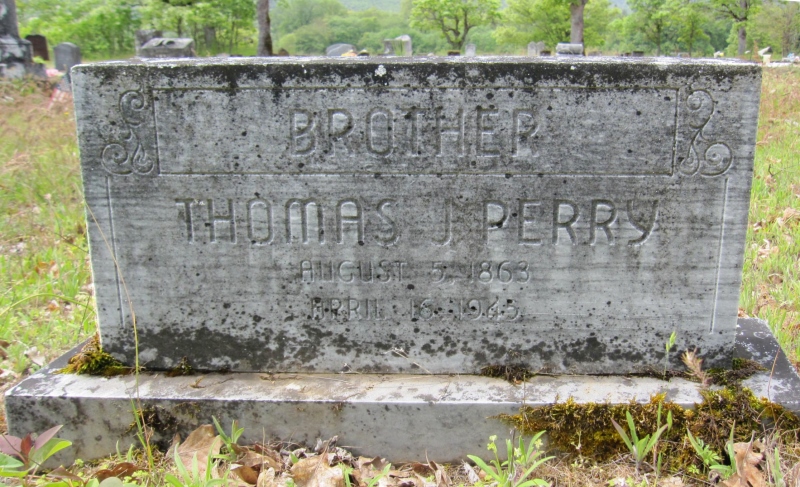 BROTHER
THOMAS J. PERRY
AUGUST 5, 1863
APRIL 16, 1945